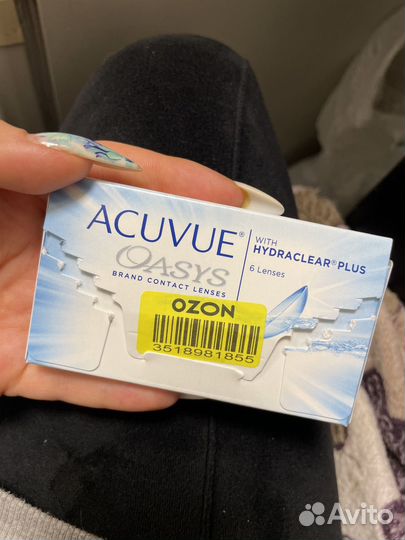 ACUVUE®
OASYS®
BRAND CONTACT LENSES
WITH
HYDRACLEAR® PLUS
6 Lenses
OZON
3518981855
Avito